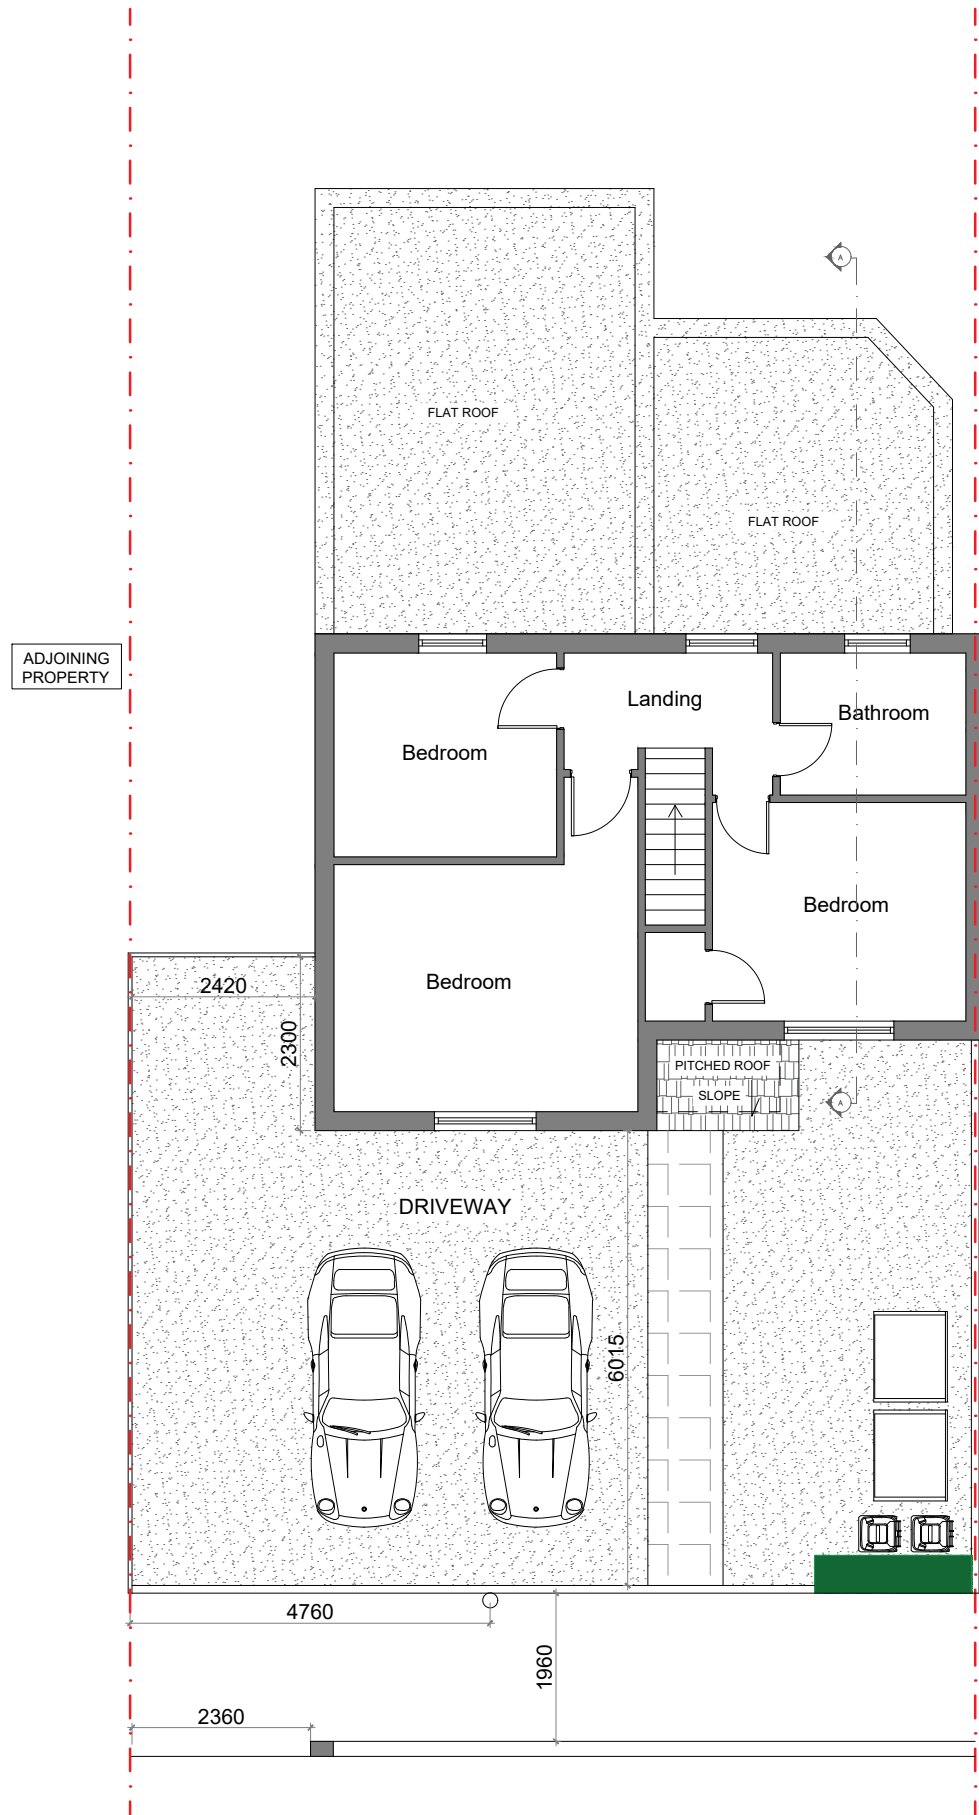 A
FLAT ROOF
FLAT ROOF
ADJOINING
PROPERTY
Landing
Bathroom
Bedroom
Bedroom
Bedroom
2420
2300
PITCHED ROOF
SLOPE
A
DRIVEWAY
6015
4760
1960
2360